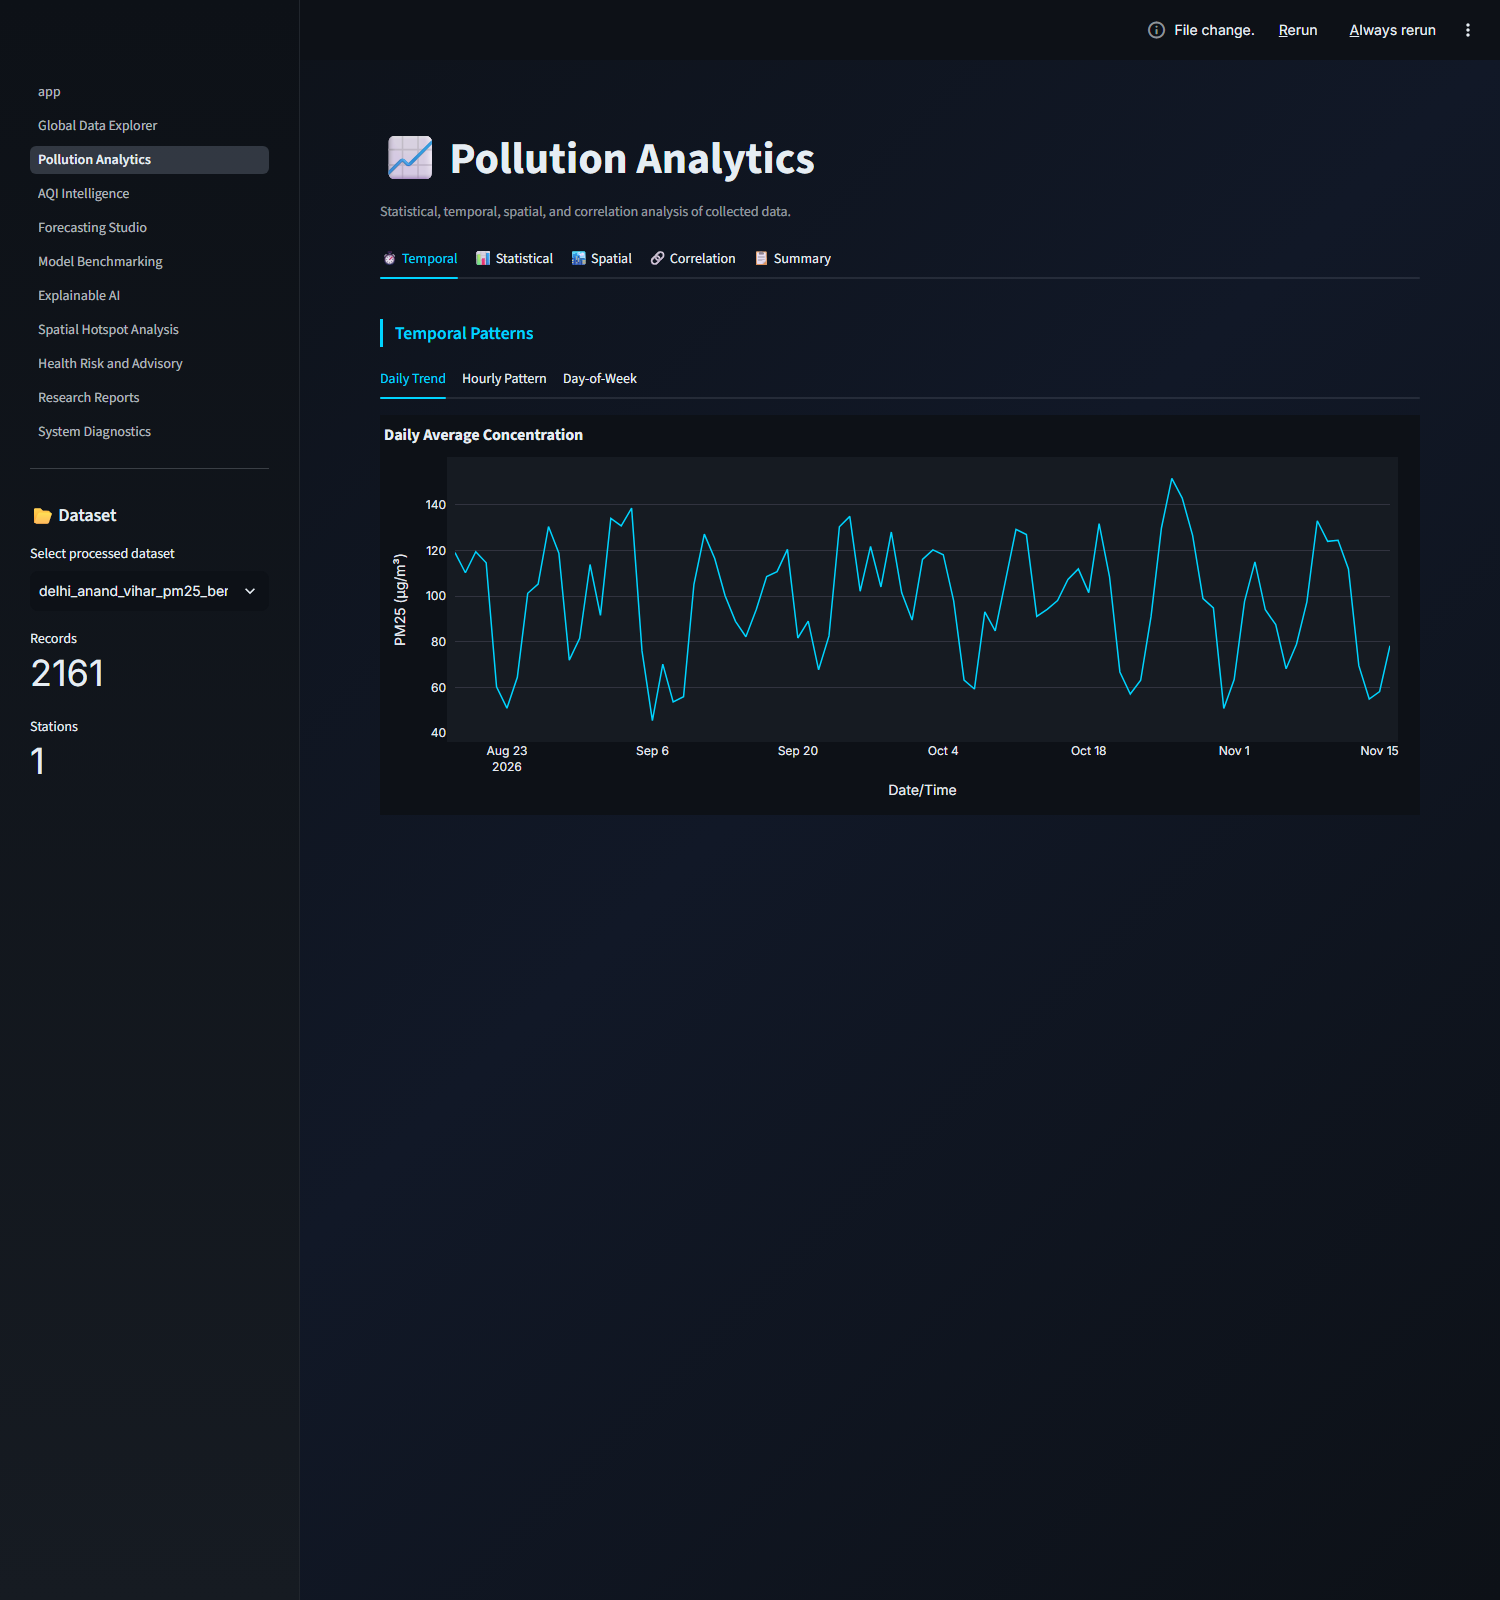 File change. Rerun Always rerun
app
Global Data Explorer
Pollution Analytics
AQI Intelligence
Forecasting Studio
Model Benchmarking
Explainable AI
Spatial Hotspot Analysis
Health Risk and Advisory
Research Reports
System Diagnostics
Dataset
Select processed dataset
delhi_anand_vihar_pm25_ber
Records
2161
Stations
1
Pollution Analytics
Statistical, temporal, spatial, and correlation analysis of collected data.
Temporal Statistical Spatial Correlation Summary
Temporal Patterns
Daily Trend Hourly Pattern Day-of-Week
Daily Average Concentration
PM25 (µg/m³)
140
120
100
80
60
40
Aug 23 Sep 6 Sep 20 Oct 4 Oct 18 Nov 1 Nov 15
2026
Date/Time